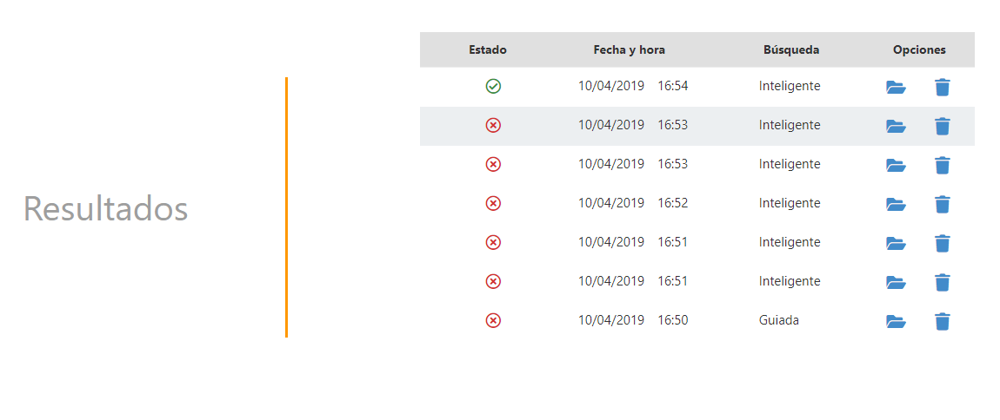 Estado Fecha y hora Búsqueda Opciones
10/04/2019 16:54 Inteligente
10/04/2019 16:53 Inteligente
10/04/2019 16:53 Inteligente
Resultados
10/04/2019 16:52 Inteligente
10/04/2019 16:51 Inteligente
10/04/2019 16:51 Inteligente
10/04/2019 16:50 Guiada